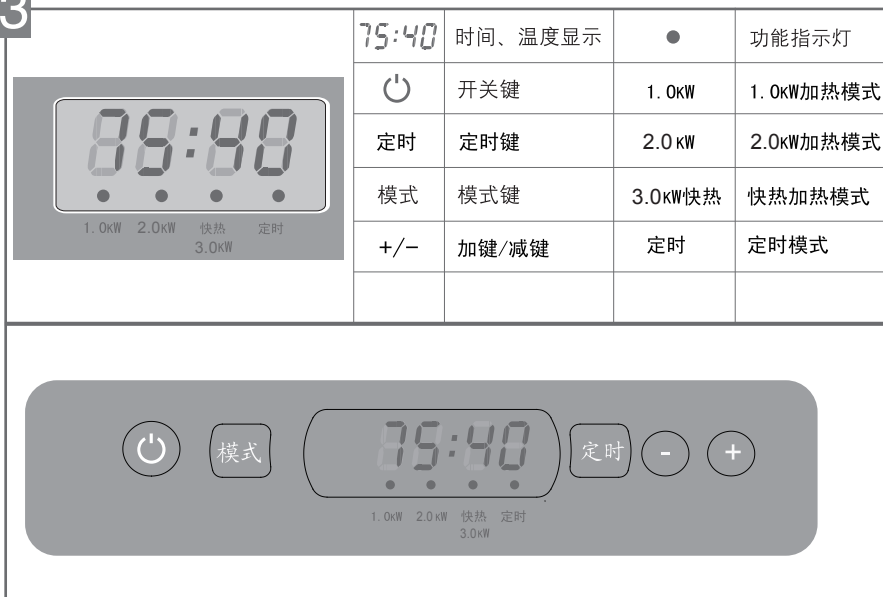 3
75:40 时间、温度显示 ● 功能指示灯
开关键 1.0KW 1.0KW加热模式
定时 定时键 2.0KW 2.0KW加热模式
模式 模式键 3.0KW快热 快热加热模式
+/- 加键/减键 定时 定时模式
75:40
1.0KW 2.0KW 快热 定时
3.0KW
模式 75:40 定时 - +
1.0KW 2.0KW 快热 定时
3.0KW